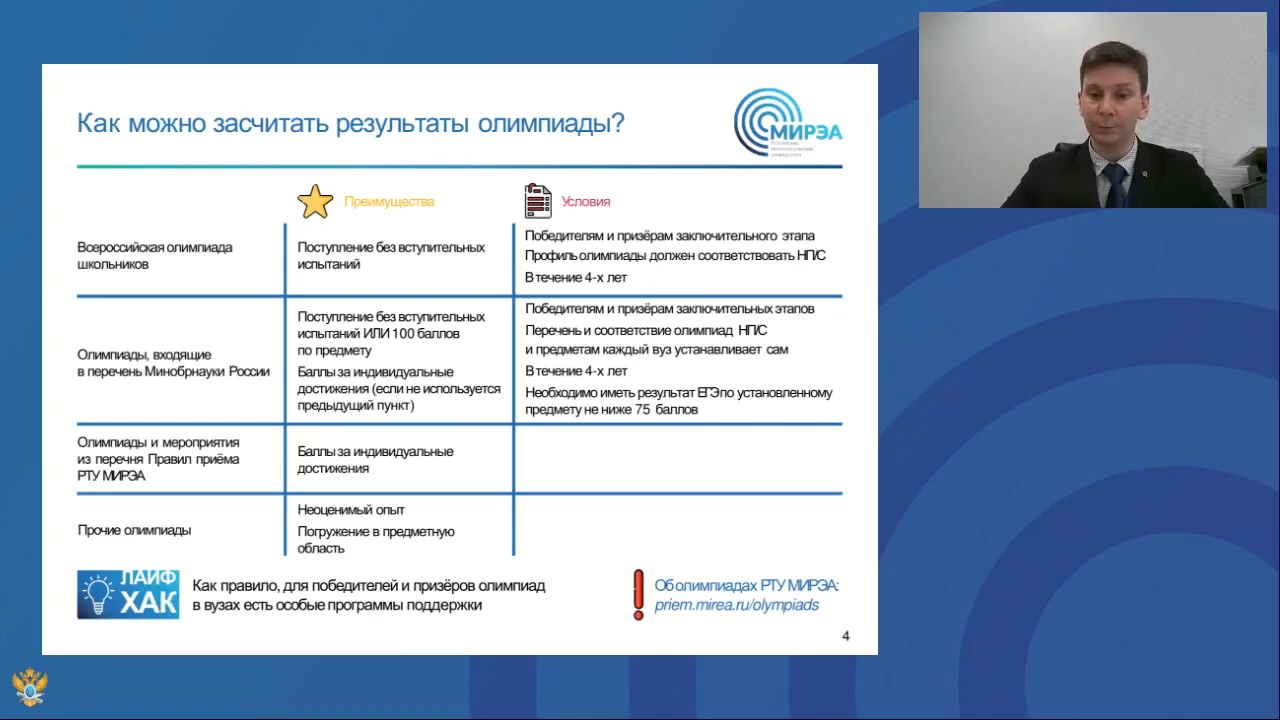 Как можно засчитать результаты олимпиады?
МИРЭА
Преимущества
Условия
Всероссийская олимпиада
школьников
Поступление без вступительных
испытаний
Победителям и призёрам заключительного этапа
Профиль олимпиады должен соответствовать НП/С
В течение 4-х лет
Олимпиады, входящие
в перечень Минобрнауки России
Поступление без вступительных
испытаний ИЛИ 100 баллов
по предмету
Баллы за индивидуальные
достижения (если не используется
предыдущий пункт)
Победителям и призёрам заключительных этапов
Перечень и соответствие олимпиад НП/С
и предметам каждый вуз устанавливает сам
В течение 4-х лет
Необходимо иметь результат ЕГЭ по установленному
предмету не ниже 75 баллов
Олимпиады и мероприятия
из перечня Правил приёма
РТУ МИРЭА
Баллы за индивидуальные
достижения
Прочие олимпиады
Неоценимый опыт
Погружение в предметную
область
ЛАЙФ
ХАК
Как правило, для победителей и призёров олимпиад
в вузах есть особые программы поддержки
Об олимпиадах РТУ МИРЭА:
priem.mirea.ru/olympiads
4